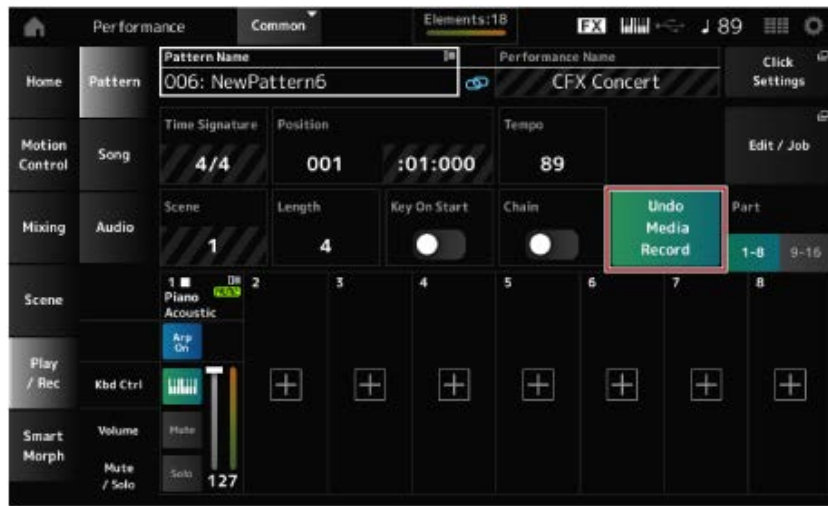 Performance
Common
Elements:18
FX
89
Home
Pattern
Pattern Name
006: NewPattern6
Performance Name
CFX Concert
Click
Settings
Motion
Control
Song
Time Signature
Position
Tempo
4/4
001
:01:000
89
Edit / Job
Mixing
Audio
Scene
Length
Key On Start
Chain
1
4
Undo
Media
Record
Part
1-8
9-16
Scene
1
2
3
4
5
6
7
8
Piano
Acoustic
Arp
On
Play
/ Rec
Kbd Ctrl
Smart
Morph
Volume
Mute
Mute
/ Solo
Solo
127